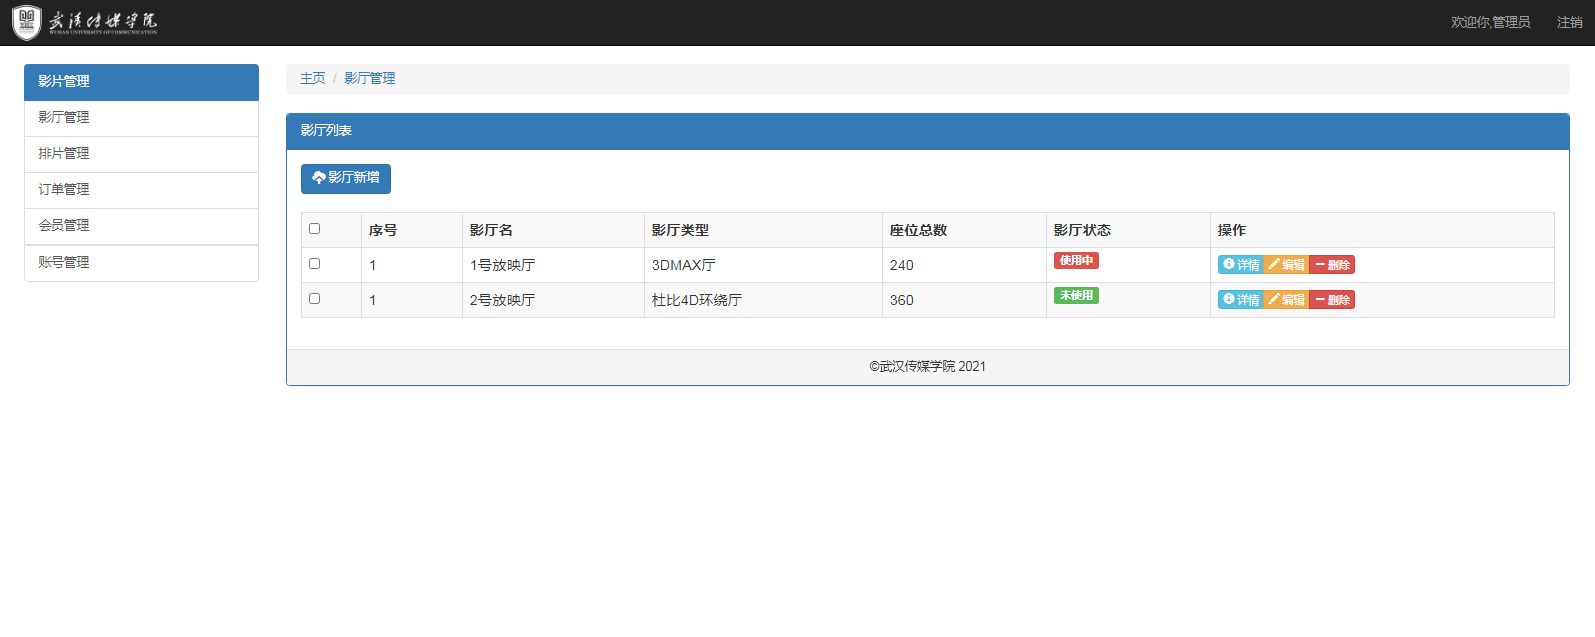 武汉传媒学院
WUHAN UNIVERSITY OF COMMUNICATION
欢迎你,管理员 注销
影片管理
影厅管理
排片管理
订单管理
会员管理
账号管理
主页 / 影厅管理
影厅列表
影厅新增
序号 影厅名 影厅类型 座位总数 影厅状态 操作
1 1号放映厅 3DMAX厅 240 使用中 详情 编辑 删除
1 2号放映厅 杜比4D环绕厅 360 未使用 详情 编辑 删除
©武汉传媒学院 2021